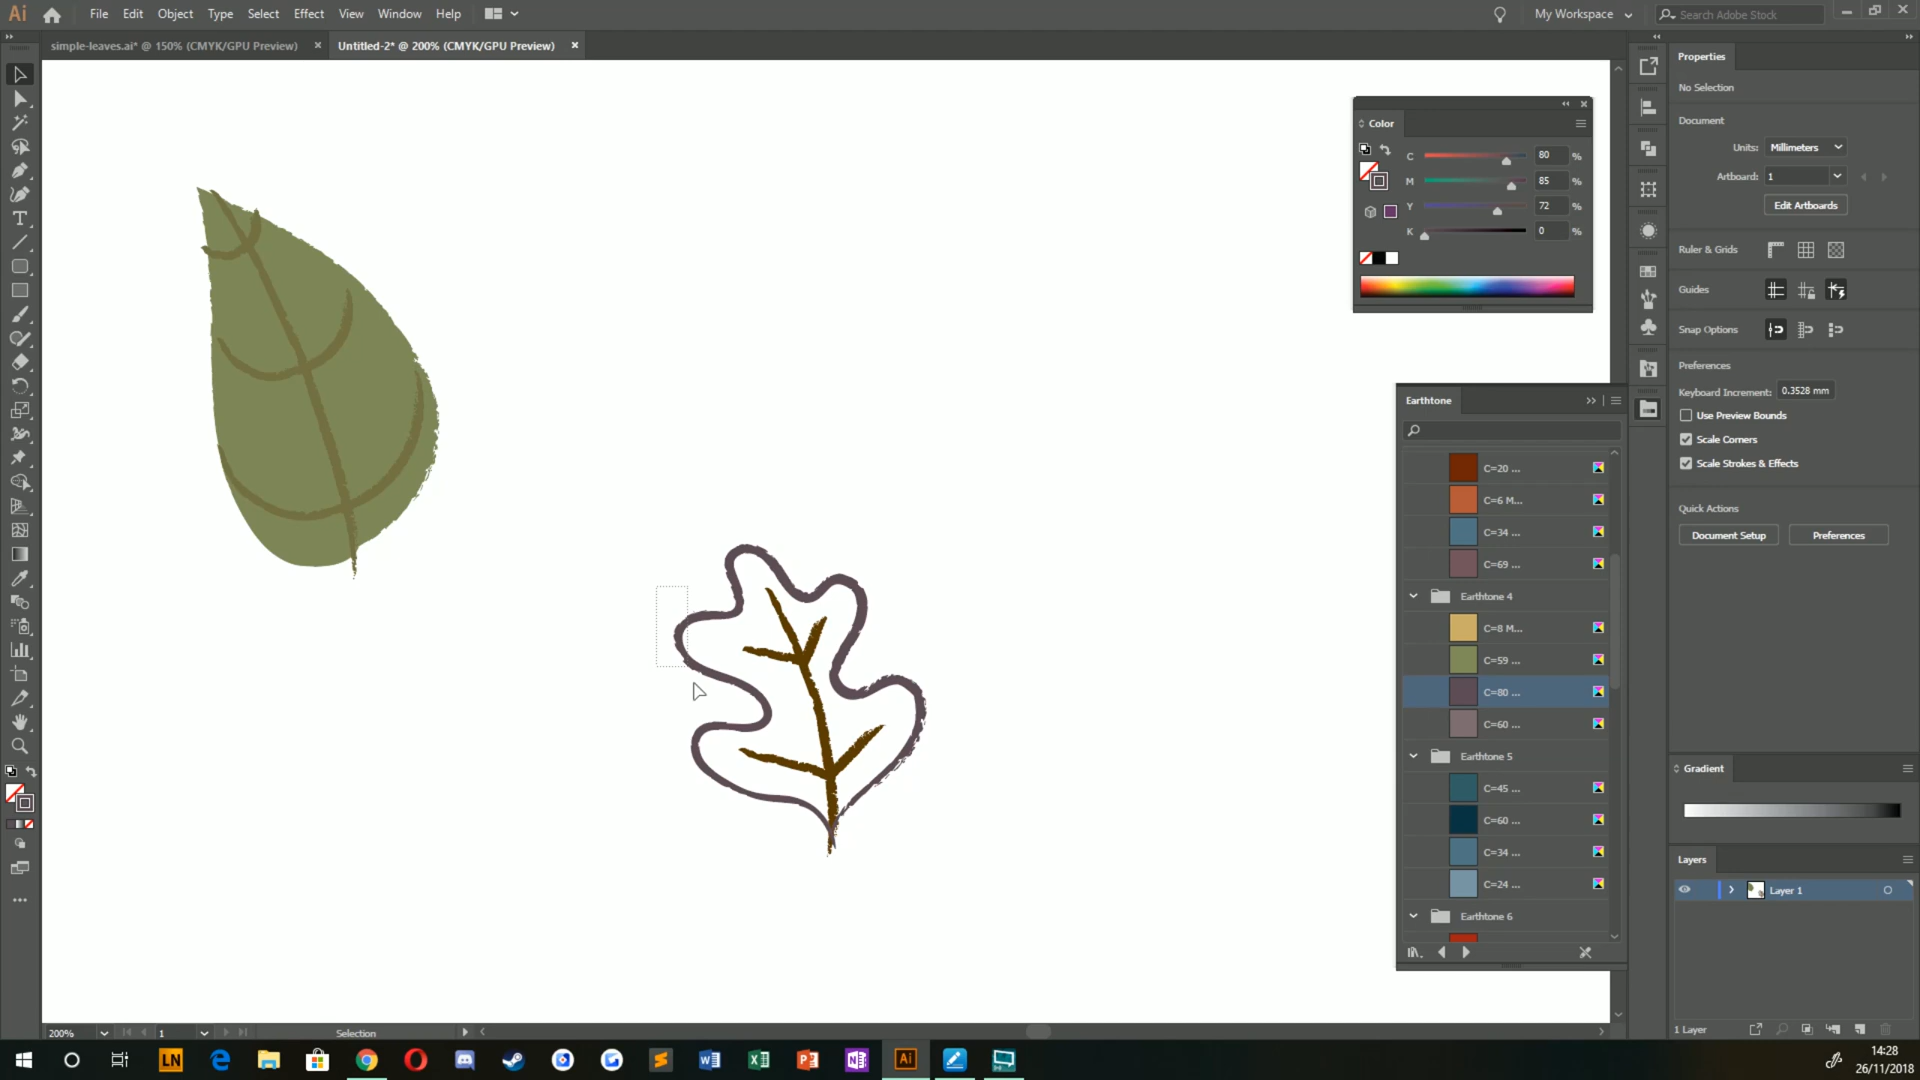 Ai File Edit Object Type Select Effect View Window Help My Workspace Search Adobe Stock
simple-leaves.ai* @ 150% (CMYK/GPU Preview) × Untitled-2* @ 200% (CMYK/GPU Preview) ×
Properties
No Selection
Document
Units: Millimeters
Artboard: 1
Edit Artboards
Ruler & Grids
Guides
Snap Options
Preferences
Keyboard Increment: 0.3528 mm
Use Preview Bounds
Scale Corners
Scale Strokes & Effects
Quick Actions
Document Setup Preferences
Color
C 80 %
M 85 %
Y 72 %
K 0 %
Earthtone
C=20 ...
C=6 M...
C=34 ...
C=69 ...
Earthtone 4
C=8 M...
C=59 ...
C=80 ...
C=60 ...
Earthtone 5
C=45 ...
C=60 ...
C=34 ...
C=24 ...
Earthtone 6
Gradient
Layers
Layer 1
1 Layer
200% 1 Selection
LN Ai
14:28
26/11/2018